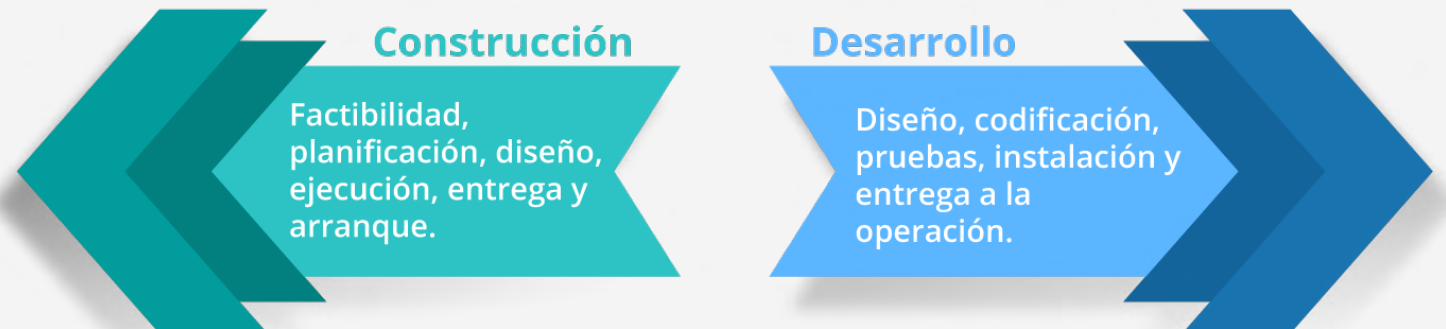 Construcción
Factibilidad,
planificación, diseño,
ejecución, entrega y
arranque.
Desarrollo
Diseño, codificación,
pruebas, instalación y
entrega a la
operación.